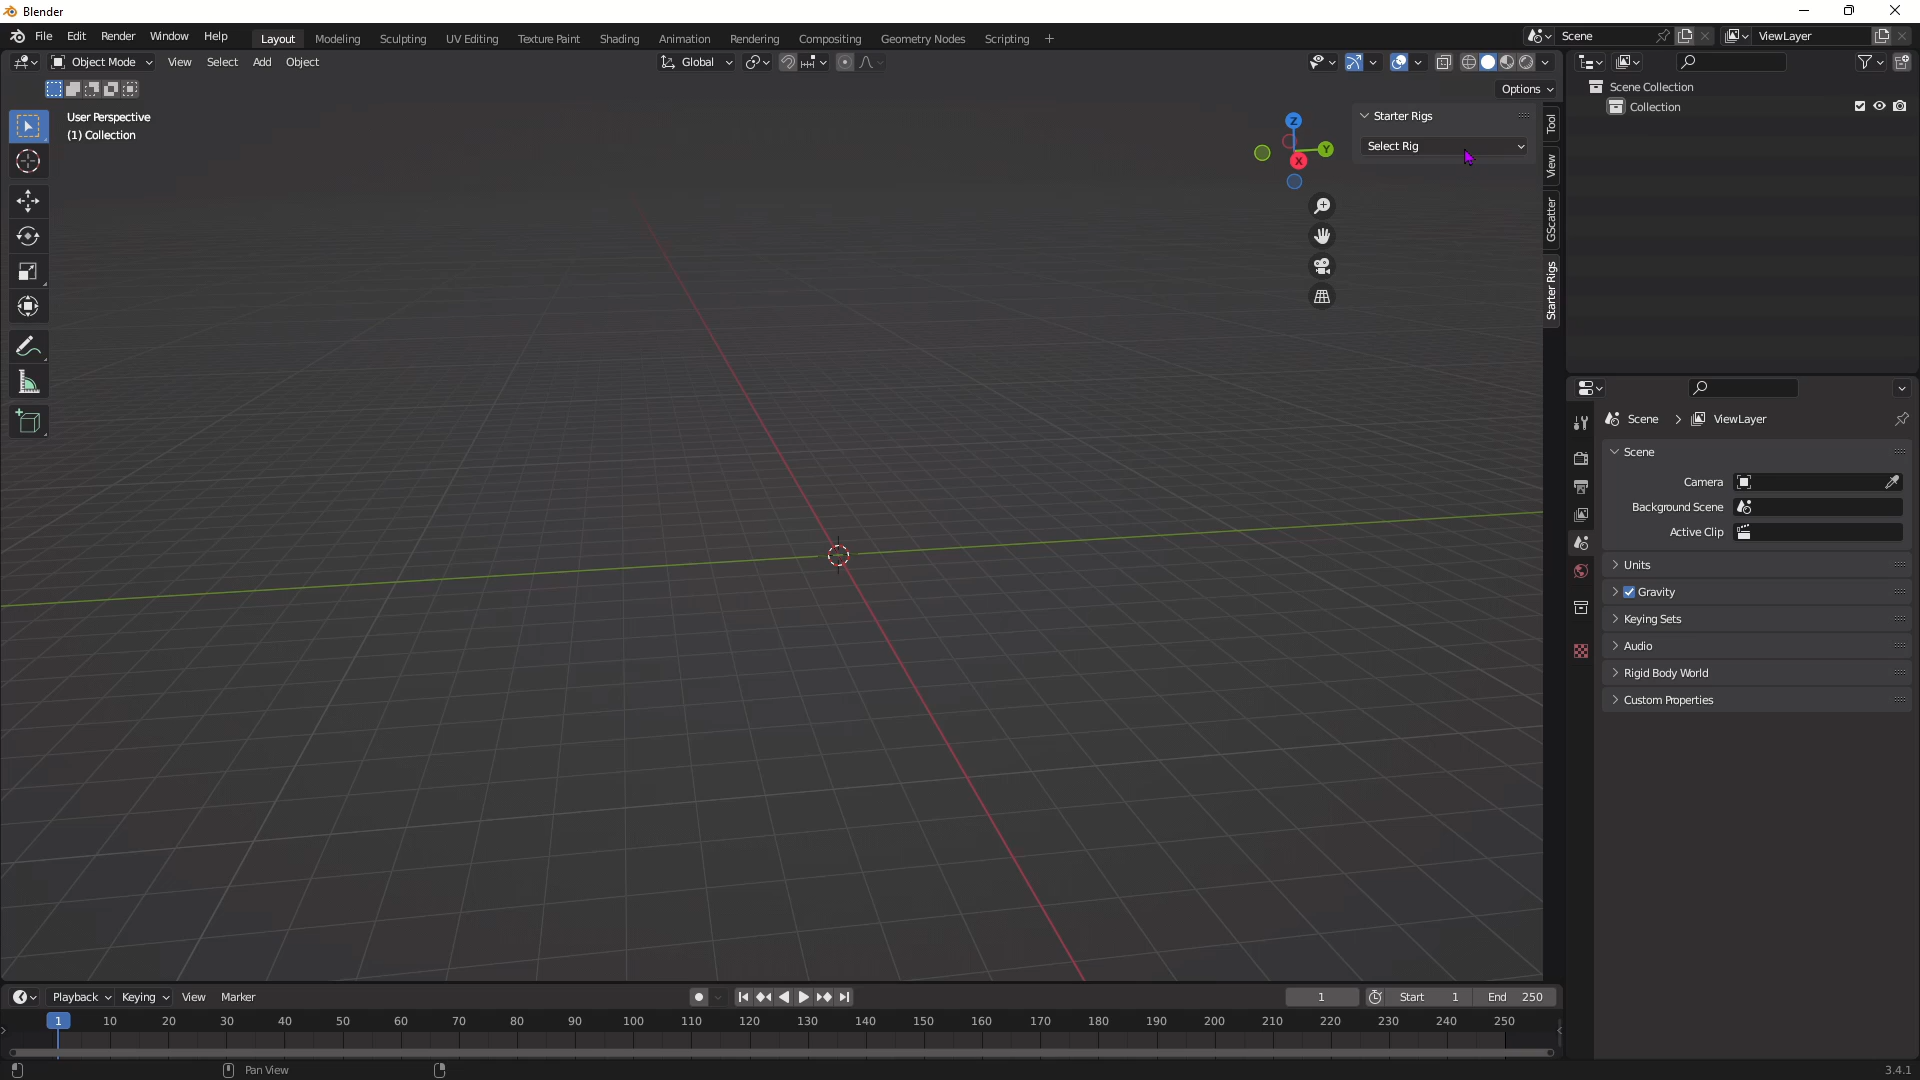 Blender
File Edit Render Window Help Layout Modeling Sculpting UV Editing Texture Paint Shading Animation Rendering Compositing Geometry Nodes Scripting + Scene ViewLayer
Object Mode View Select Add Object Global
Options
User Perspective
(1) Collection
Z
Y
X
Starter Rigs
Select Rig
Tool
View
GScatter
Starter Rigs
Scene Collection
Collection
Scene > ViewLayer
Scene
Camera
Background Scene
Active Clip
Units
Gravity
Keying Sets
Audio
Rigid Body World
Custom Properties
Playback Keying View Marker 1 Start 1 End 250
1 10 20 30 40 50 60 70 80 90 100 110 120 130 140 150 160 170 180 190 200 210 220 230 240 250
Pan View 3.4.1